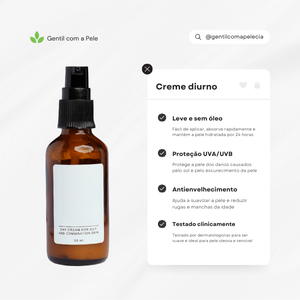 Gentil com a Pele
@gentilcomapelecia
Creme diurno
Leve e sem óleo
Fácil de aplicar, absorve rapidamente e
mantém a pele hidratada por 24 horas.
Proteção UVA/UVB
Protege a pele dos danos causados
pelo sol e pelo escurecimento da pele
Antienvelhecimento
Ajuda a suavizar a pele e reduzir
rugas e manchas da idade
Testado clinicamente
Testado por dermatologistas para ser
suave e ideal para pele oleosa e sensível
DAY CREAM FOR OILY
AND COMBINATION SKIN
50 ml